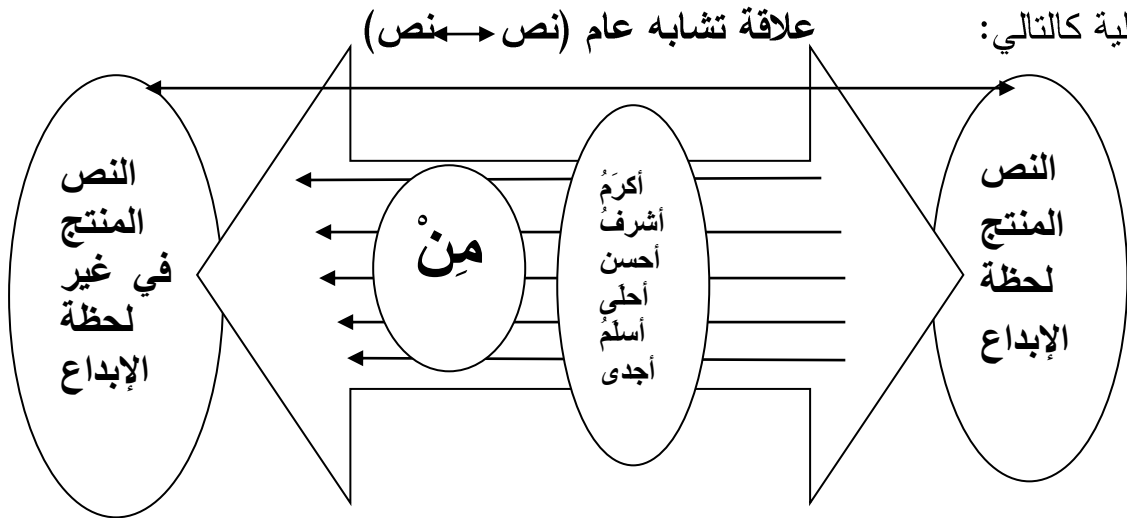 لية كالتالي:
علاقة تشابه عام (نص ↔ نص)
النص
المنتج
لحظة
الإبداع
أكرَمُ
أشرفُ
أحسن
أحلَى
أسلَمُ
أجدى
مِنْ
النص
المنتج
في غير
لحظة
الإبداع